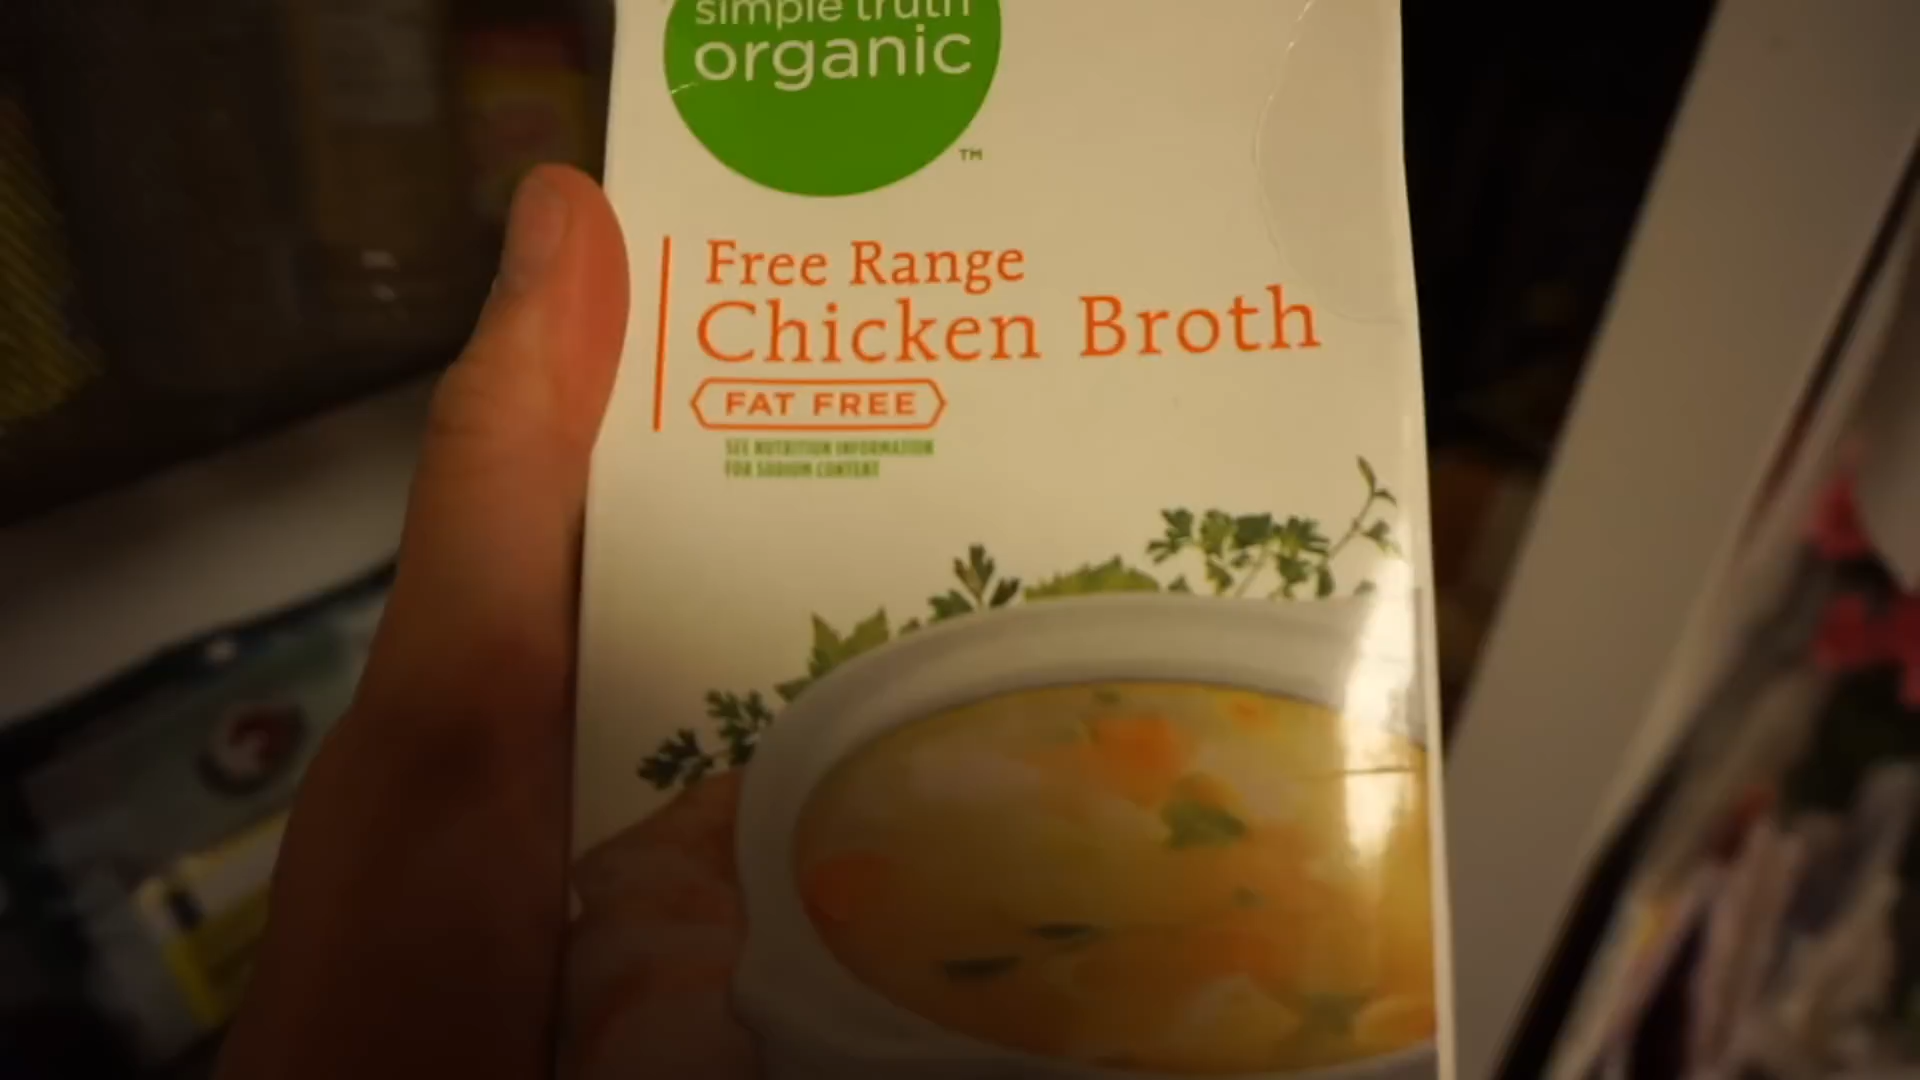 simple truth
organic
TM
Free Range
Chicken Broth
FAT FREE
SEE NUTRITION INFORMATION
FOR SODIUM CONTENT